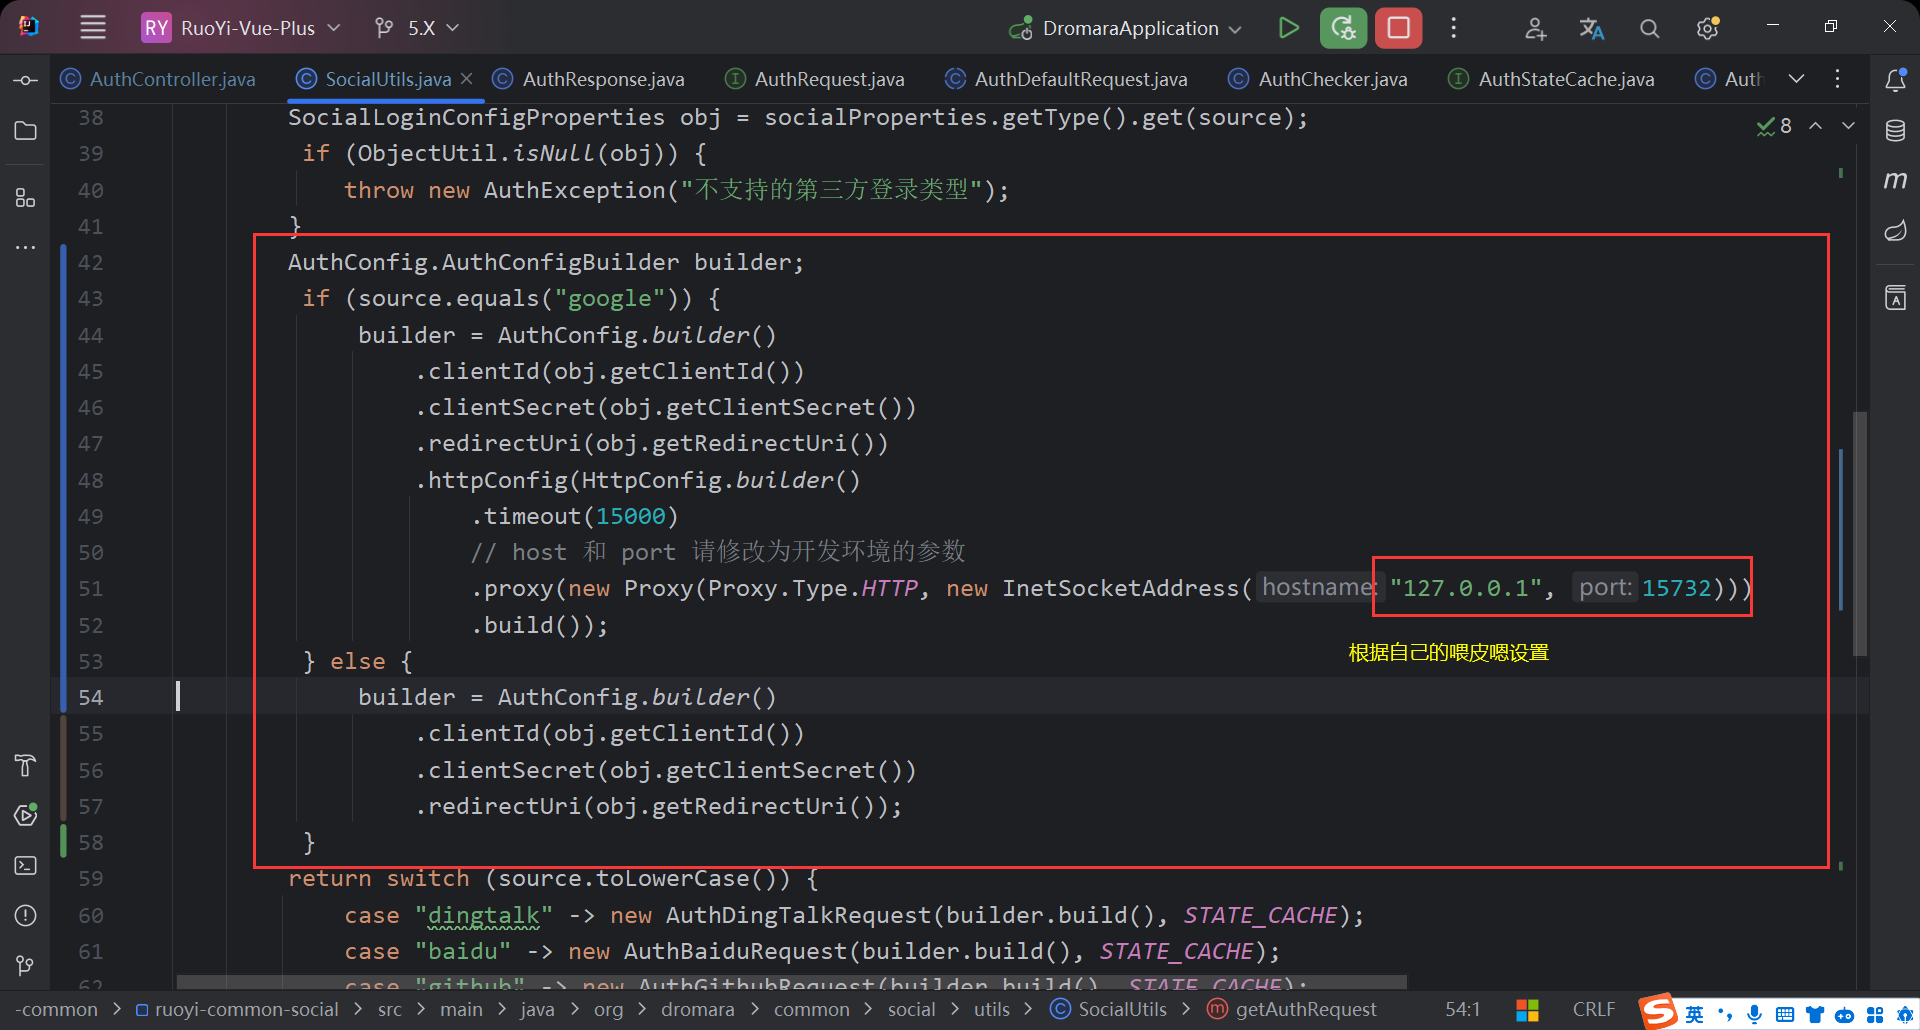 RY RuoYi-Vue-Plus 5.X DromaraApplication
AuthController.java SocialUtils.java AuthResponse.java AuthRequest.java AuthDefaultRequest.java AuthChecker.java AuthStateCache.java Auth
8
38 SocialLoginConfigProperties obj = socialProperties.getType().get(source);
39 if (ObjectUtil.isNull(obj)) {
40 throw new AuthException("不支持的第三方登录类型");
41 }
42 AuthConfig.AuthConfigBuilder builder;
43 if (source.equals("google")) {
44 builder = AuthConfig.builder()
45 .clientId(obj.getClientId())
46 .clientSecret(obj.getClientSecret())
47 .redirectUri(obj.getRedirectUri())
48 .httpConfig(HttpConfig.builder()
49 .timeout(15000)
50 // host 和 port 请修改为开发环境的参数
51 .proxy(new Proxy(Proxy.Type.HTTP, new InetSocketAddress( hostname: "127.0.0.1", port: 15732)))
52 .build());
根据自己的喂皮嗯设置
53 } else {
54 builder = AuthConfig.builder()
55 .clientId(obj.getClientId())
56 .clientSecret(obj.getClientSecret())
57 .redirectUri(obj.getRedirectUri());
58 }
59 return switch (source.toLowerCase()) {
60 case "dingtalk" -> new AuthDingTalkRequest(builder.build(), STATE_CACHE);
61 case "baidu" -> new AuthBaiduRequest(builder.build(), STATE_CACHE);
62 case "github" -> new AuthGithubRequest(builder.build(), STATE_CACHE);
-common > ruoyi-common-social > src > main > java > org > dromara > common > social > utils > SocialUtils > getAuthRequest 54:1 CRLF 英